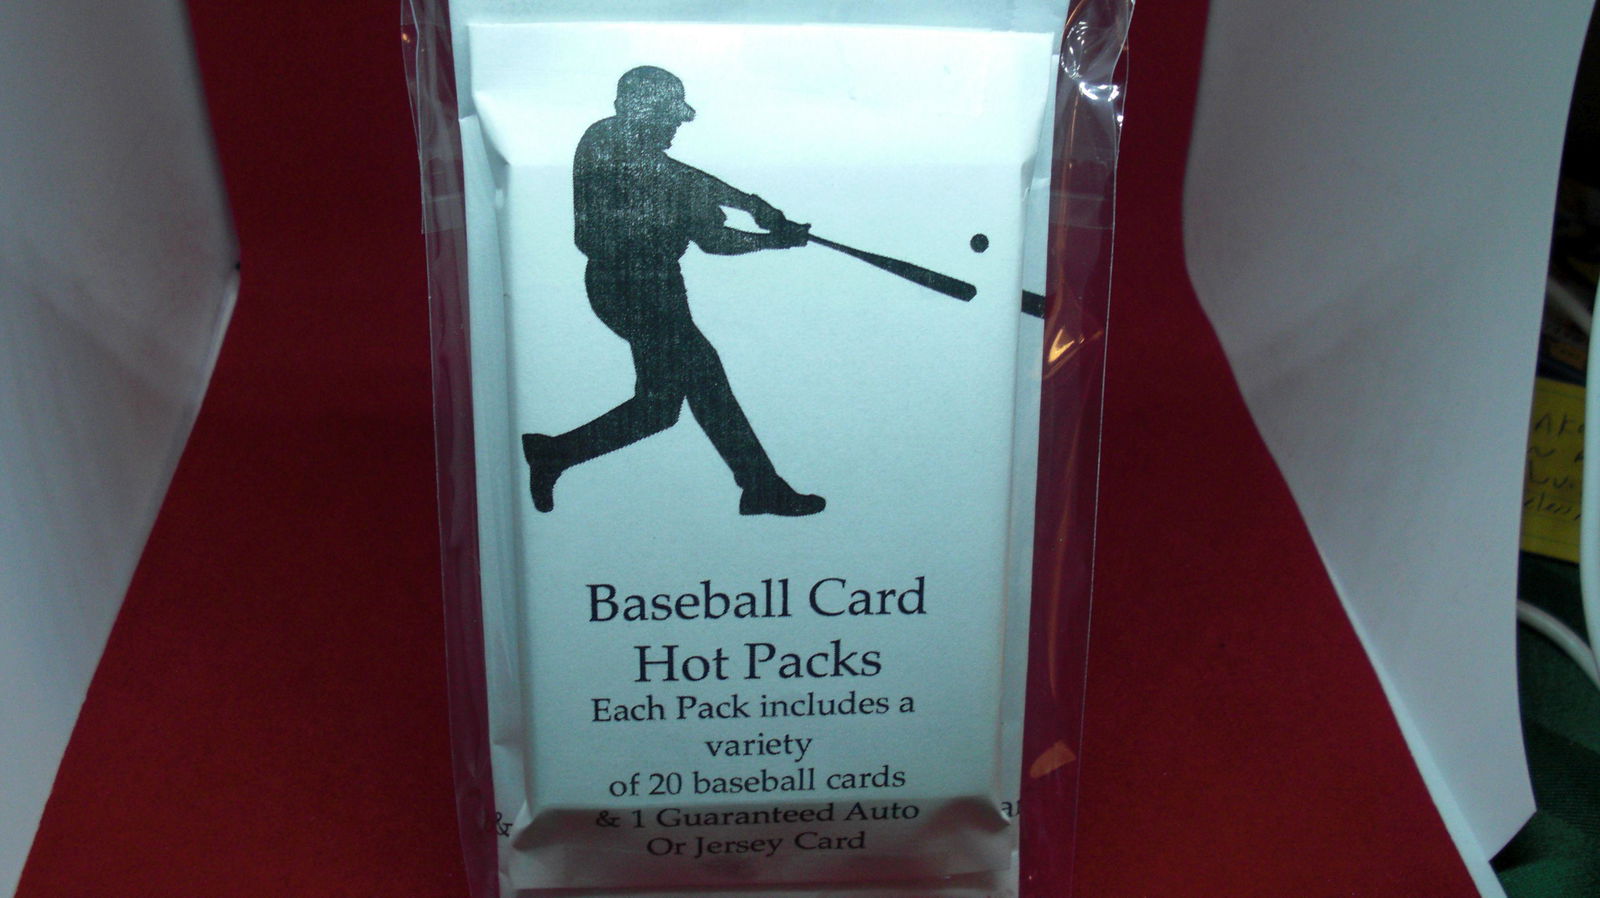 Baseball Card
Hot Packs
Each Pack includes a
variety
of 20 baseball cards
& 1 Guaranteed Auto
Or Jersey Card
&